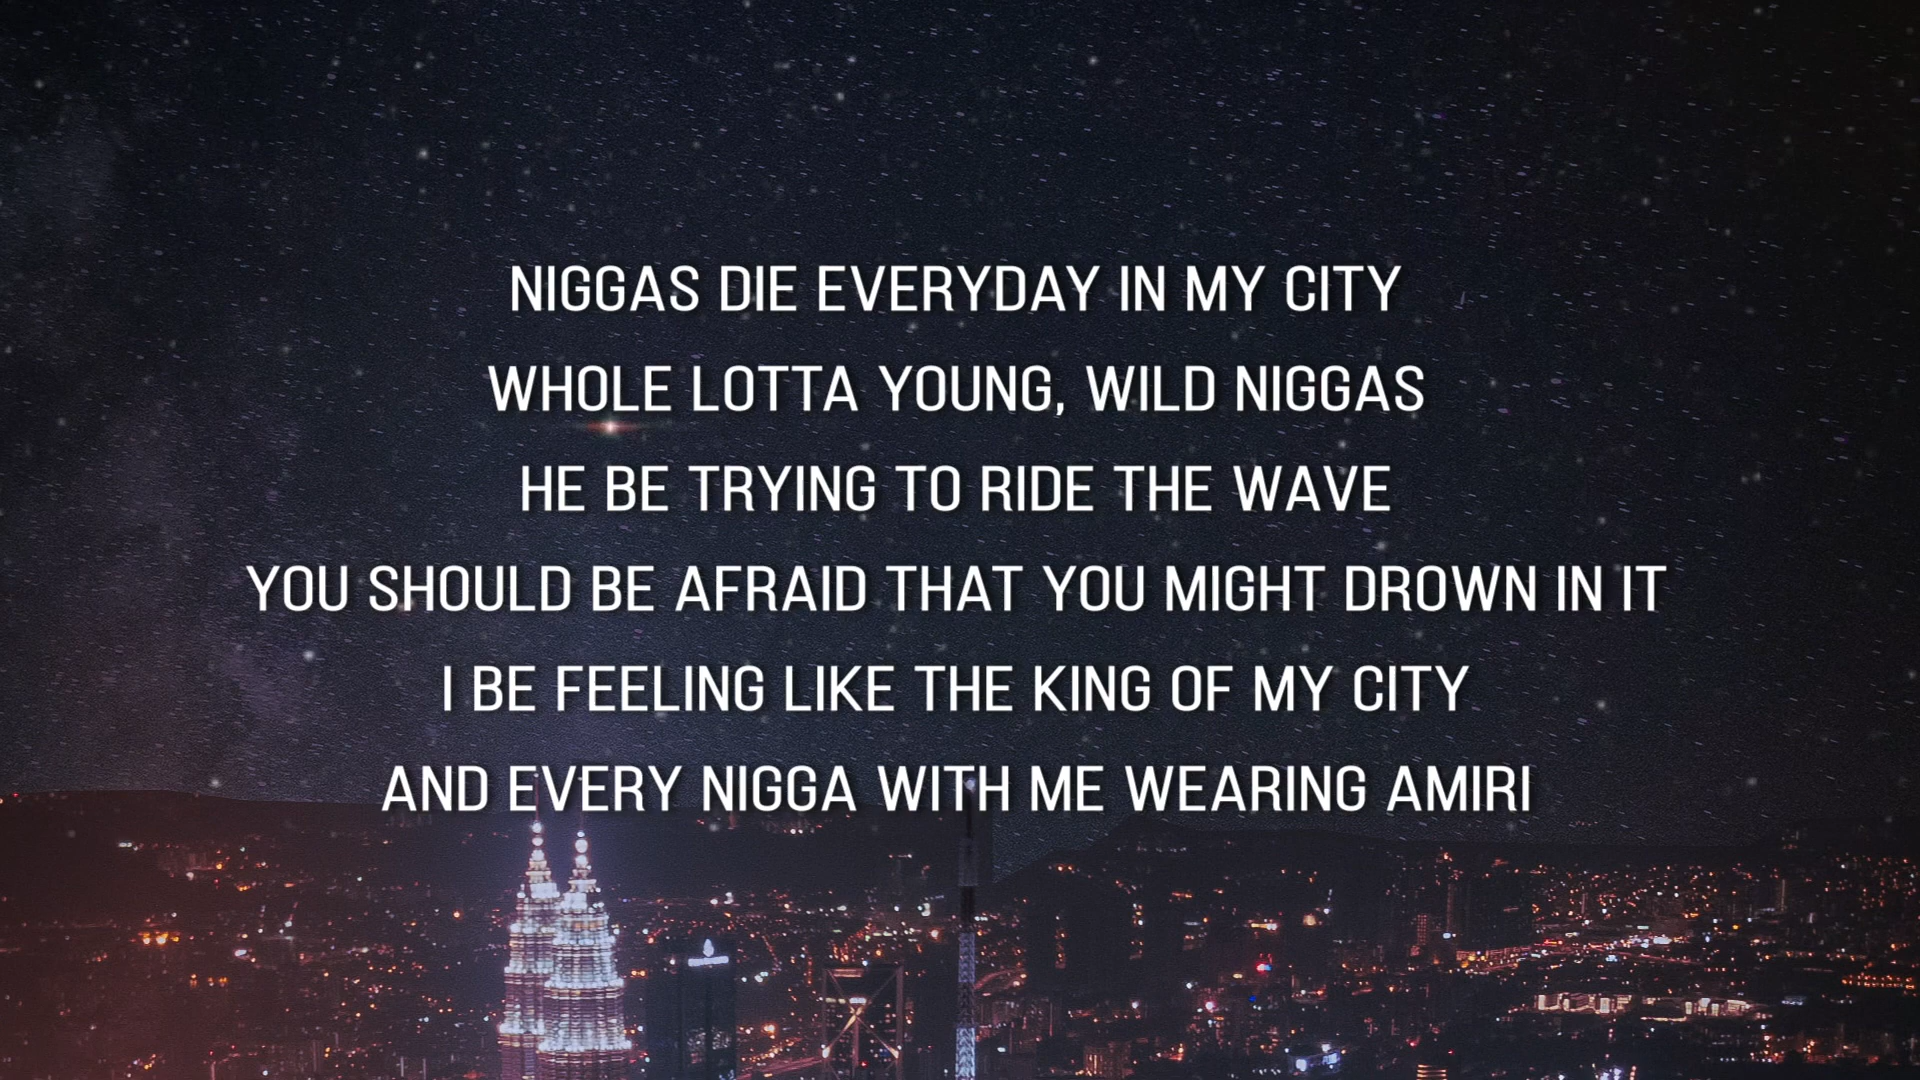 NIGGAS DIE EVERYDAY IN MY CITY
WHOLE LOTTA YOUNG, WILD NIGGAS
HE BE TRYING TO RIDE THE WAVE
YOU SHOULD BE AFRAID THAT YOU MIGHT DROWN IN IT
I BE FEELING LIKE THE KING OF MY CITY
AND EVERY NIGGA WITH ME WEARING AMIRI